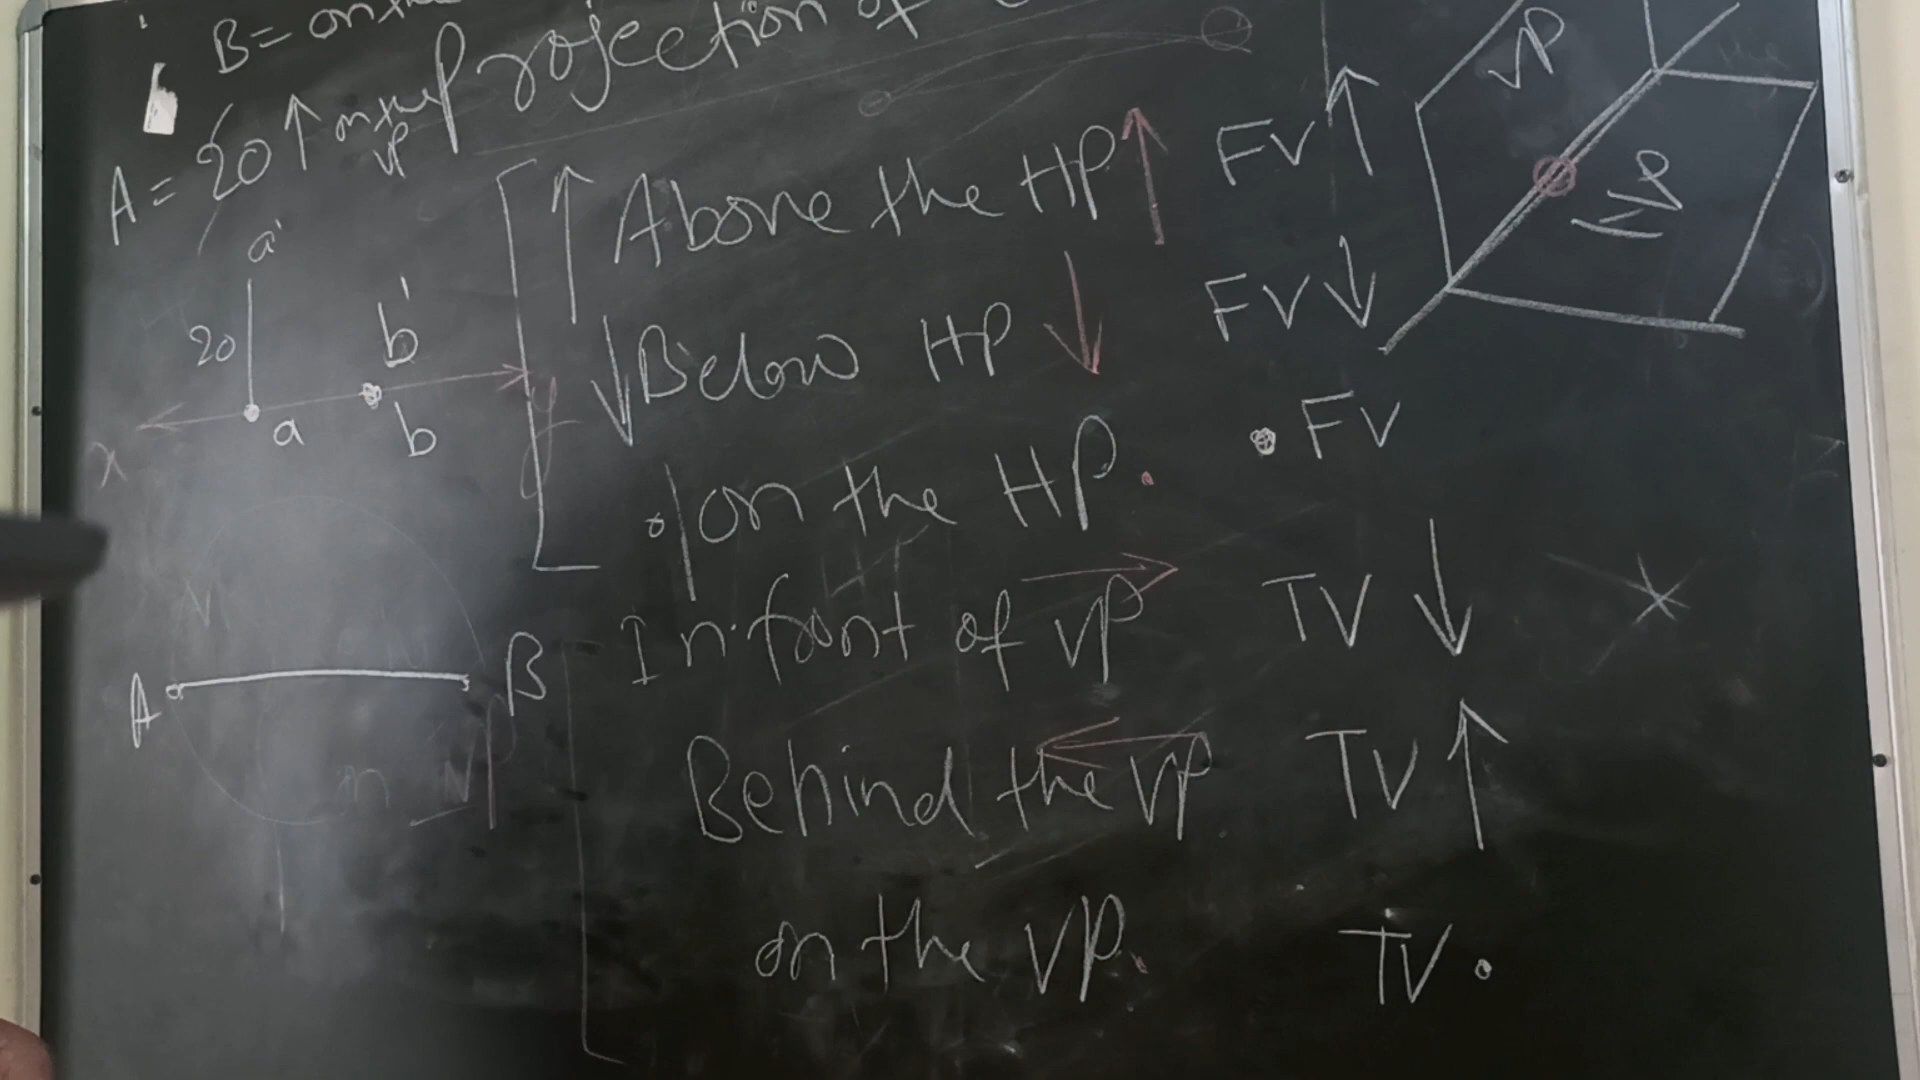 B = on the
Projection of
A = 20 ↑ on the VP
a'
20
b'
a
b
x
y
A
B
↑ Above the HP ↑ FV ↑
↓ Below HP ↓ FV ↓
on the HP. • FV
In front of VP → TV ↓
Behind the VP ← TV ↑
on the VP. TV •
VP
HP